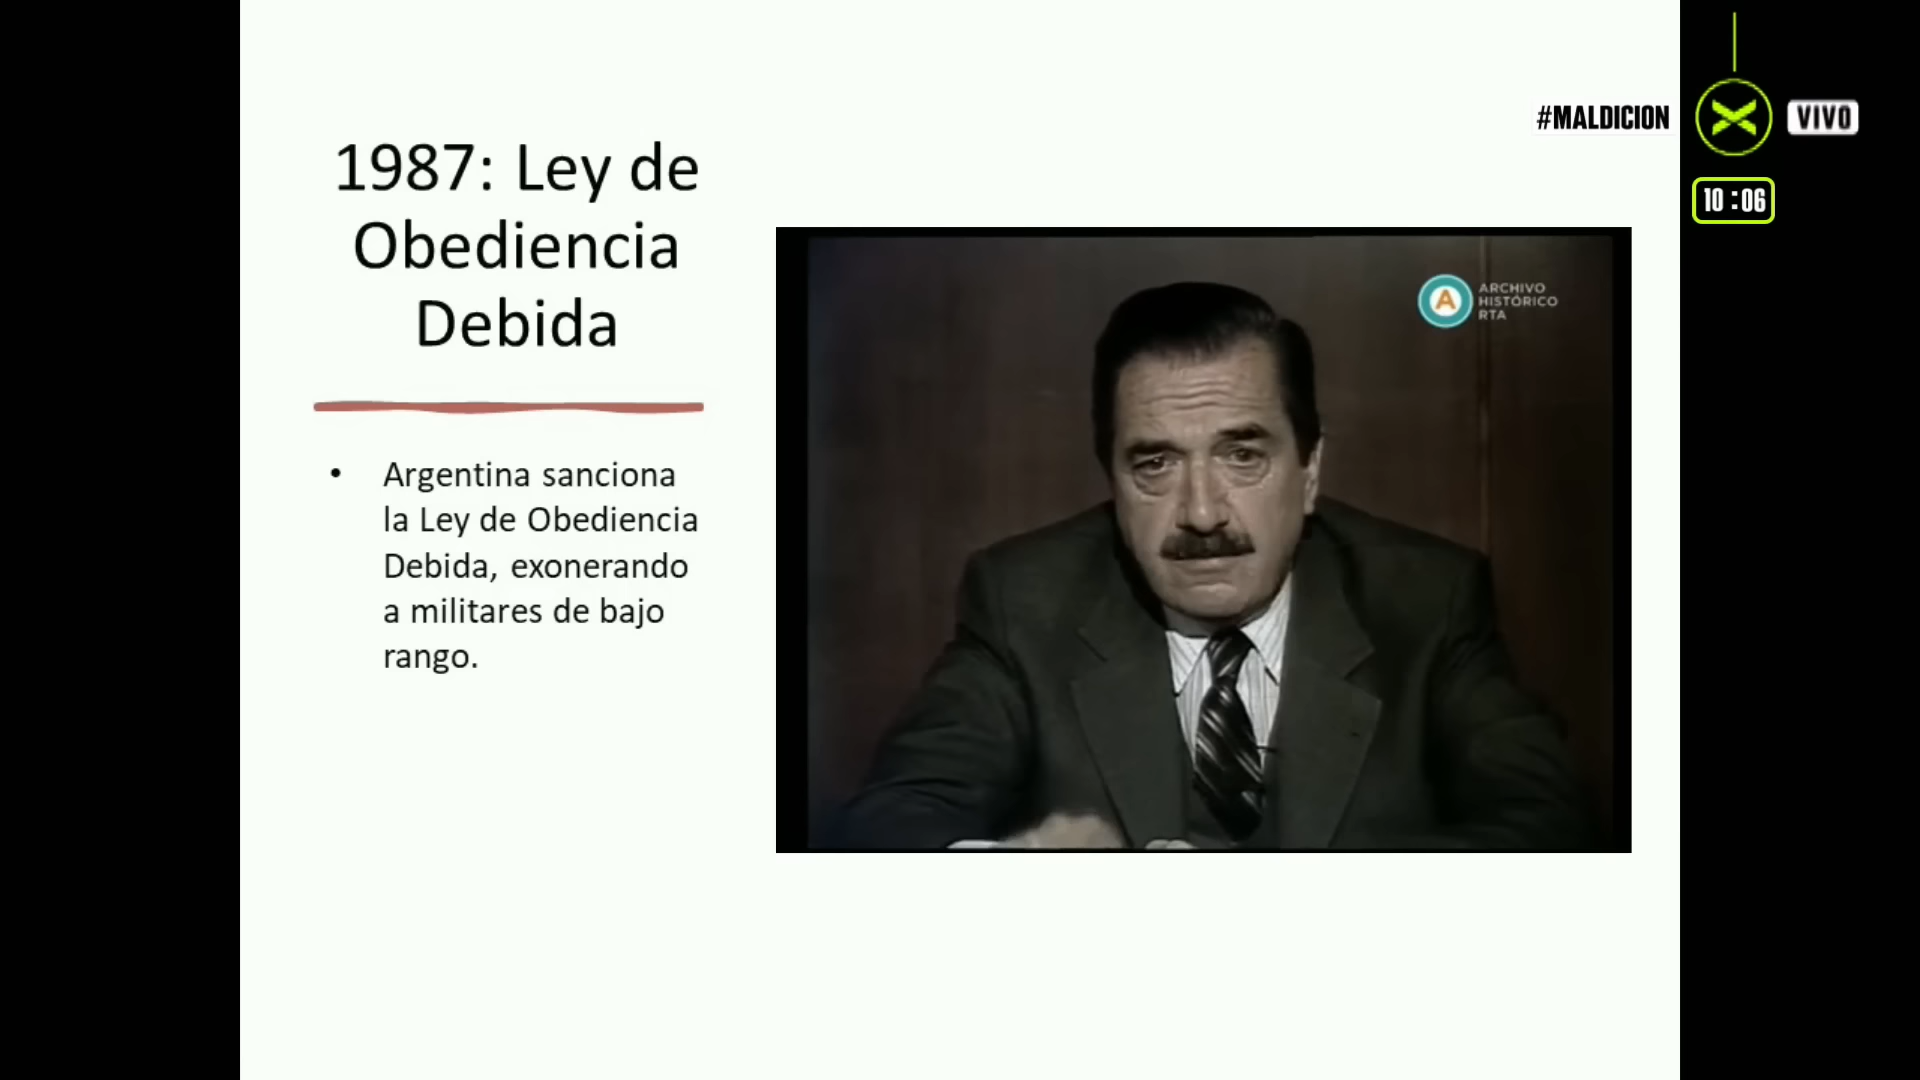 1987: Ley de
Obediencia
Debida
• Argentina sanciona
la Ley de Obediencia
Debida, exonerando
a militares de bajo
rango.
A ARCHIVO
HISTÓRICO
RTA
#MALDICION
VIVO
10:06